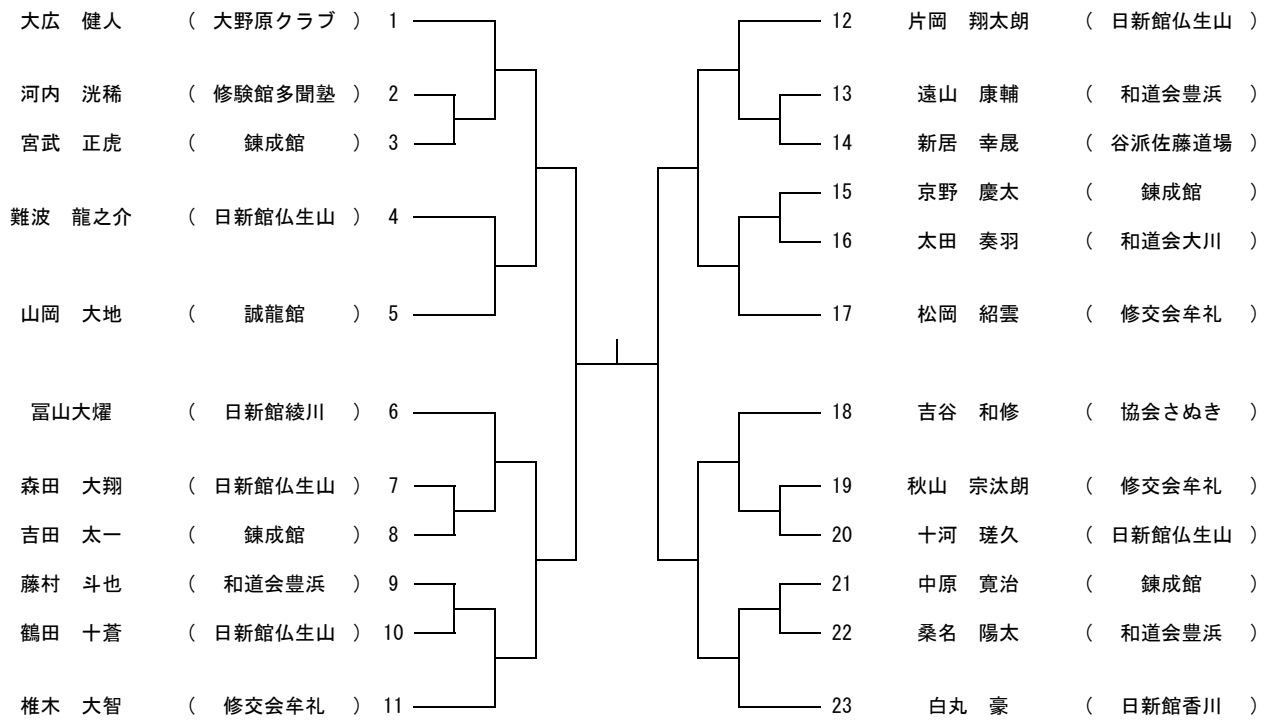 大広　健人 （ 大野原クラブ ） 1
河内　洸稀 （ 修験館多聞塾 ） 2
宮武　正虎 （ 錬成館 ） 3
難波　龍之介 （ 日新館仏生山 ） 4
山岡　大地 （ 誠龍館 ） 5
冨山大燿 （ 日新館綾川 ） 6
森田　大翔 （ 日新館仏生山 ） 7
吉田　太一 （ 錬成館 ） 8
藤村　斗也 （ 和道会豊浜 ） 9
鶴田　十蒼 （ 日新館仏生山 ） 10
椎木　大智 （ 修交会牟礼 ） 11
12 片岡　翔太朗 （ 日新館仏生山 ）
13 遠山　康輔 （ 和道会豊浜 ）
14 新居　幸晟 （ 谷派佐藤道場 ）
15 京野　慶太 （ 錬成館 ）
16 太田　奏羽 （ 和道会大川 ）
17 松岡　紹雲 （ 修交会牟礼 ）
18 吉谷　和修 （ 協会さぬき ）
19 秋山　宗汰朗 （ 修交会牟礼 ）
20 十河　瑳久 （ 日新館仏生山 ）
21 中原　寛治 （ 錬成館 ）
22 桑名　陽太 （ 和道会豊浜 ）
23 白丸　豪 （ 日新館香川 ）